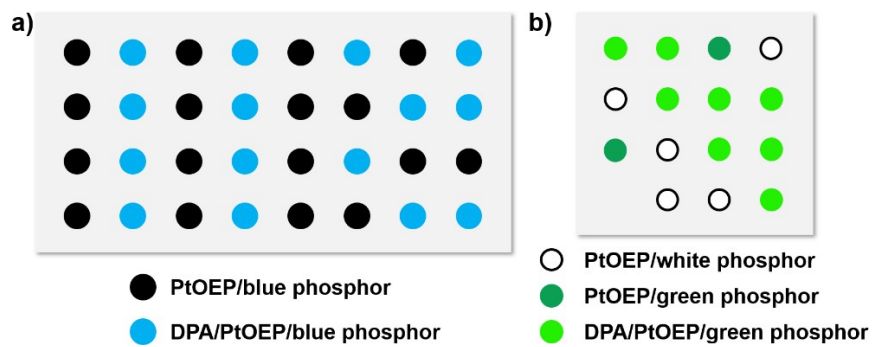 a)
b)
PtOEP/blue phosphor
DPA/PtOEP/blue phosphor
PtOEP/white phosphor
PtOEP/green phosphor
DPA/PtOEP/green phosphor